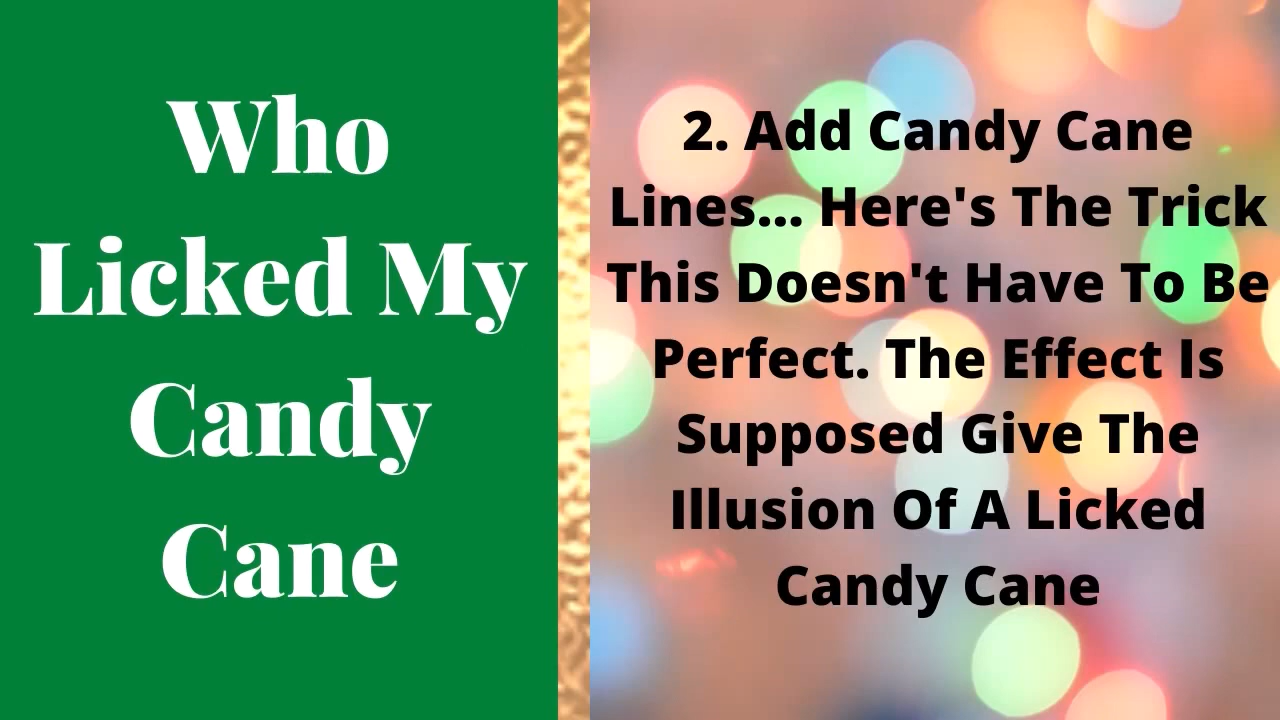 Who
Licked My
Candy
Cane
2. Add Candy Cane
Lines... Here's The Trick
This Doesn't Have To Be
Perfect. The Effect Is
Supposed Give The
Illusion Of A Licked
Candy Cane